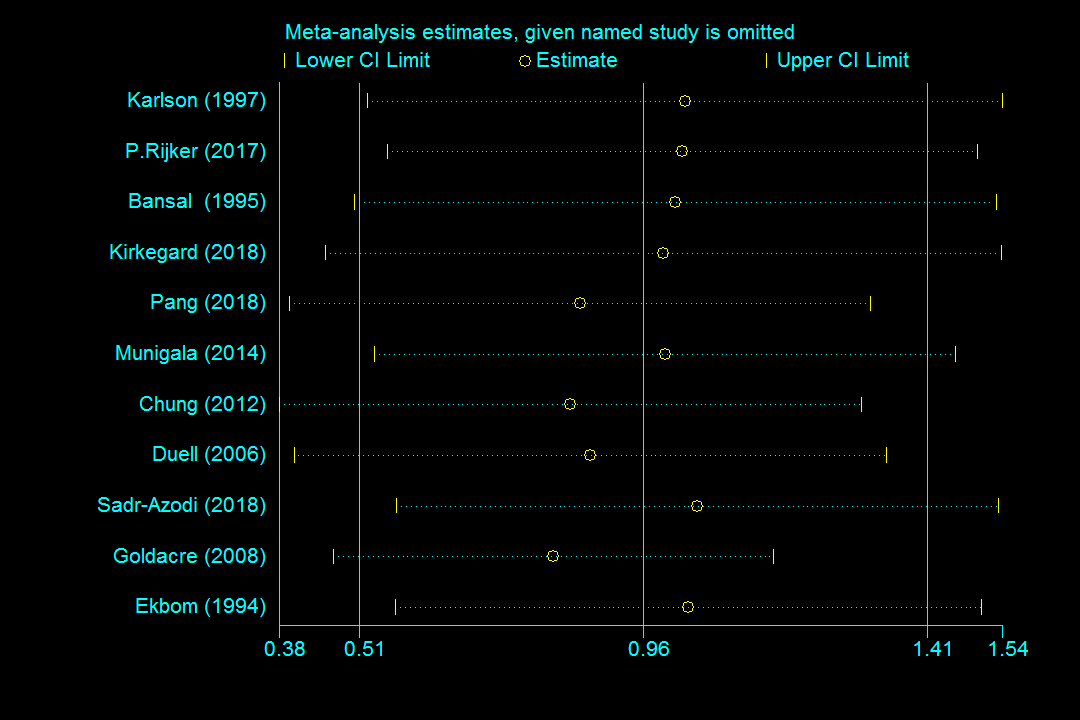 Meta-analysis estimates, given named study is omitted
Lower CI Limit Estimate Upper CI Limit
Karlson (1997)
P.Rijker (2017)
Bansal (1995)
Kirkegard (2018)
Pang (2018)
Munigala (2014)
Chung (2012)
Duell (2006)
Sadr-Azodi (2018)
Goldacre (2008)
Ekbom (1994)
0.38 0.51 0.96 1.41 1.54